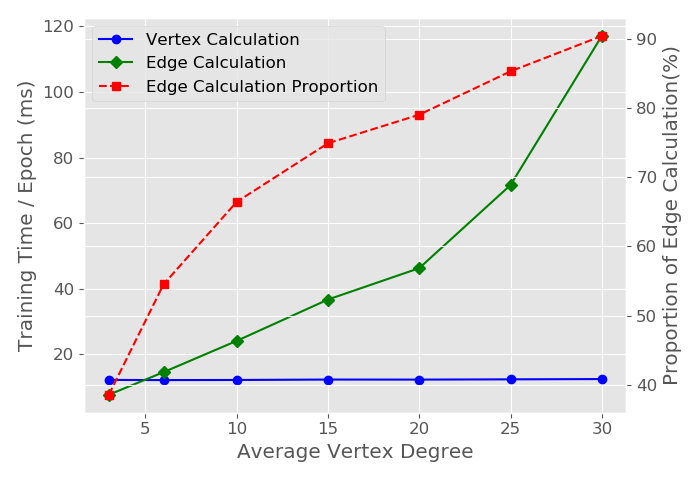 Vertex Calculation
Edge Calculation
Edge Calculation Proportion
120
100
80
60
40
20
Training Time / Epoch (ms)
90
80
70
60
50
40
Proportion of Edge Calculation(%)
5 10 15 20 25 30
Average Vertex Degree